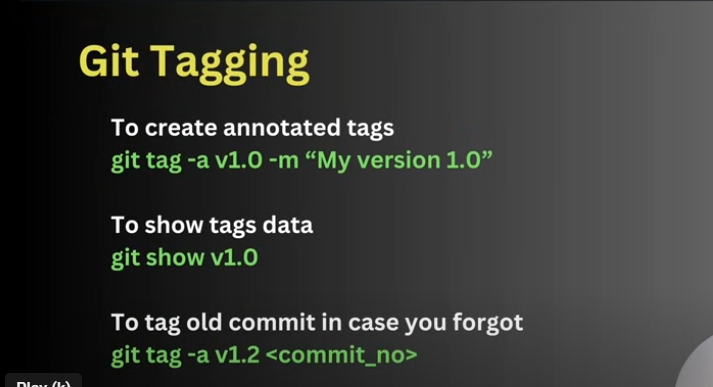 Git Tagging
To create annotated tags
git tag -a v1.0 -m “My version 1.0”
To show tags data
git show v1.0
To tag old commit in case you forgot
git tag -a v1.2 <commit_no>
Play (k)